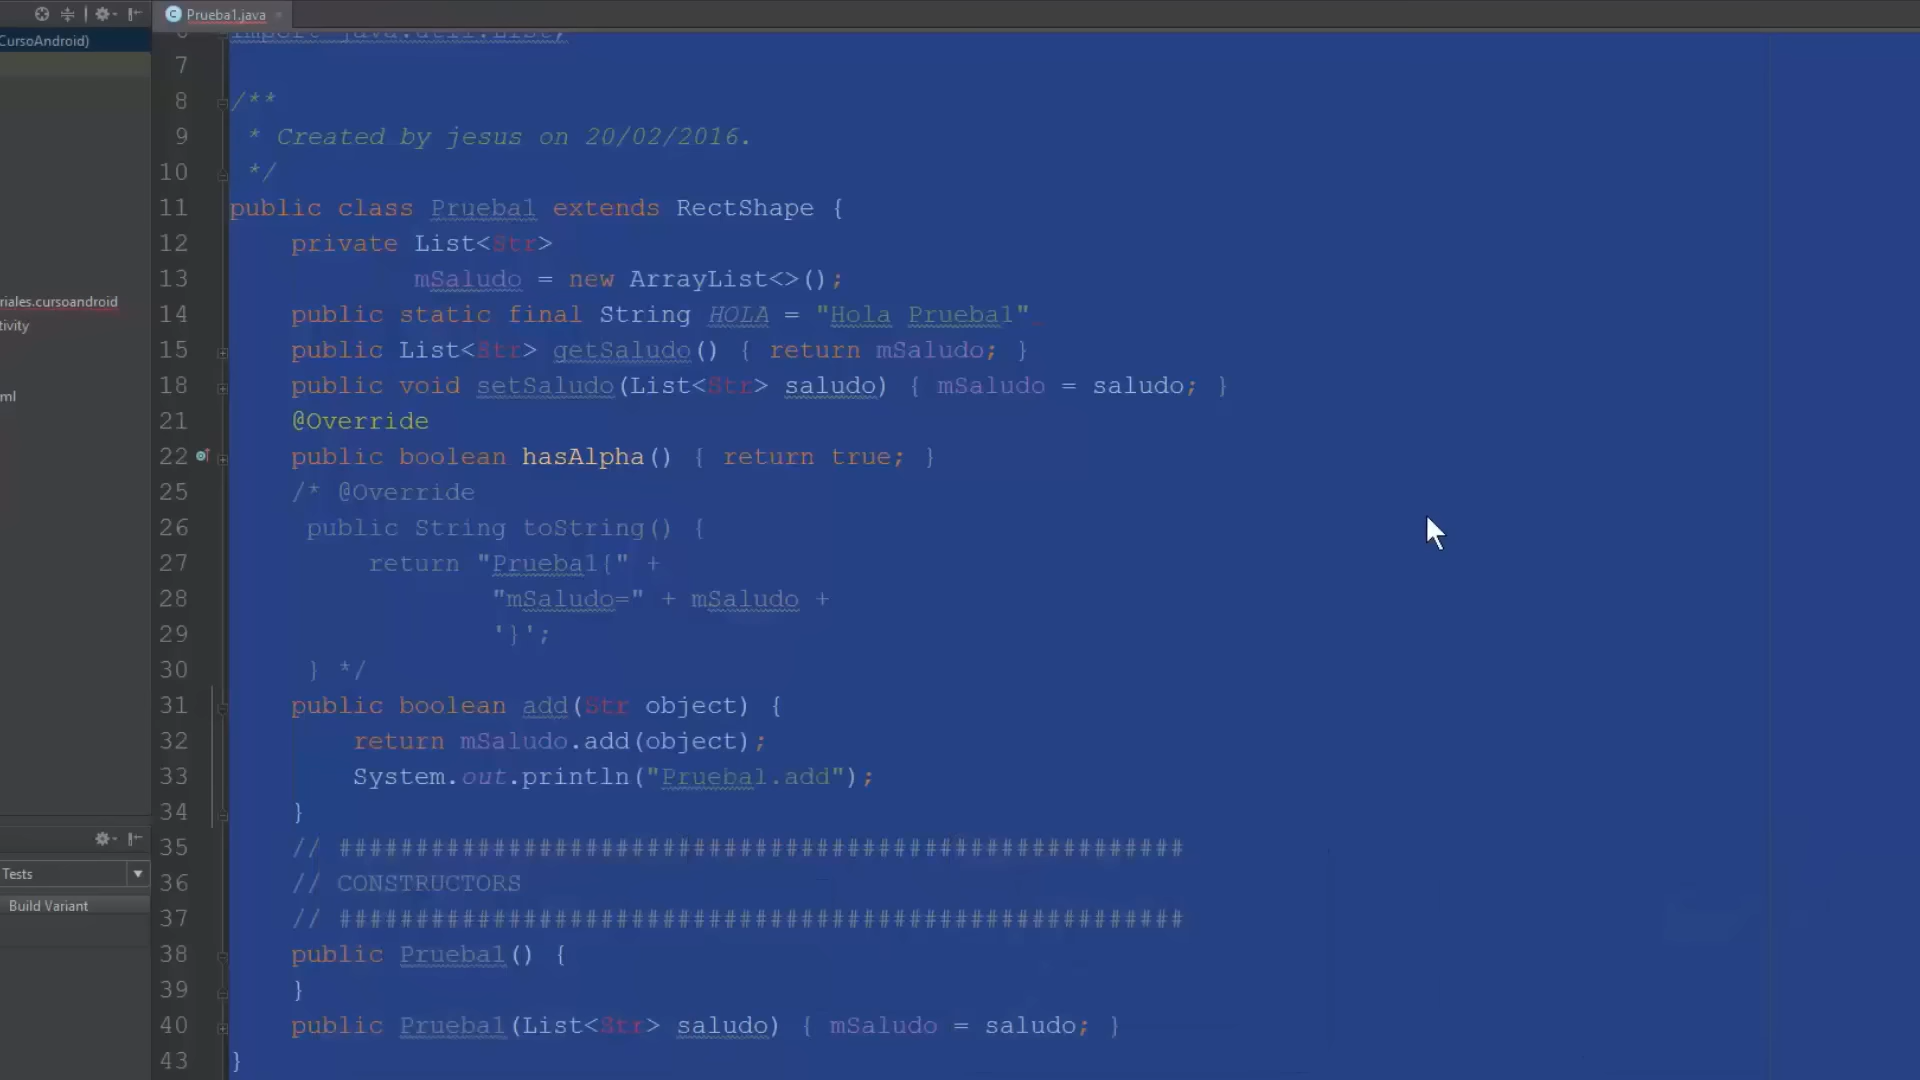 Prueba1.java
CursoAndroid)
import java.util.List;
7
8 /**
9 * Created by jesus on 20/02/2016.
10 */
11 public class Prueba1 extends RectShape {
12 private List<Str>
13 mSaludo = new ArrayList<>();
riales.cursoandroid
14 public static final String HOLA = "Hola Prueba1"
tivity
15 public List<Str> getSaludo() { return mSaludo; }
18 public void setSaludo(List<Str> saludo) { mSaludo = saludo; }
ml
21 @Override
22 public boolean hasAlpha() { return true; }
25 /* @Override
26 public String toString() {
27 return "Prueba1{" +
28 "mSaludo=" + mSaludo +
29 '}';
30 } */
31 public boolean add(Str object) {
32 return mSaludo.add(object);
33 System.out.println("Prueba1.add");
34 }
35 // #######################################################
Tests
36 // CONSTRUCTORS
Build Variant
37 // #######################################################
38 public Prueba1() {
39 }
40 public Prueba1(List<Str> saludo) { mSaludo = saludo; }
43 }